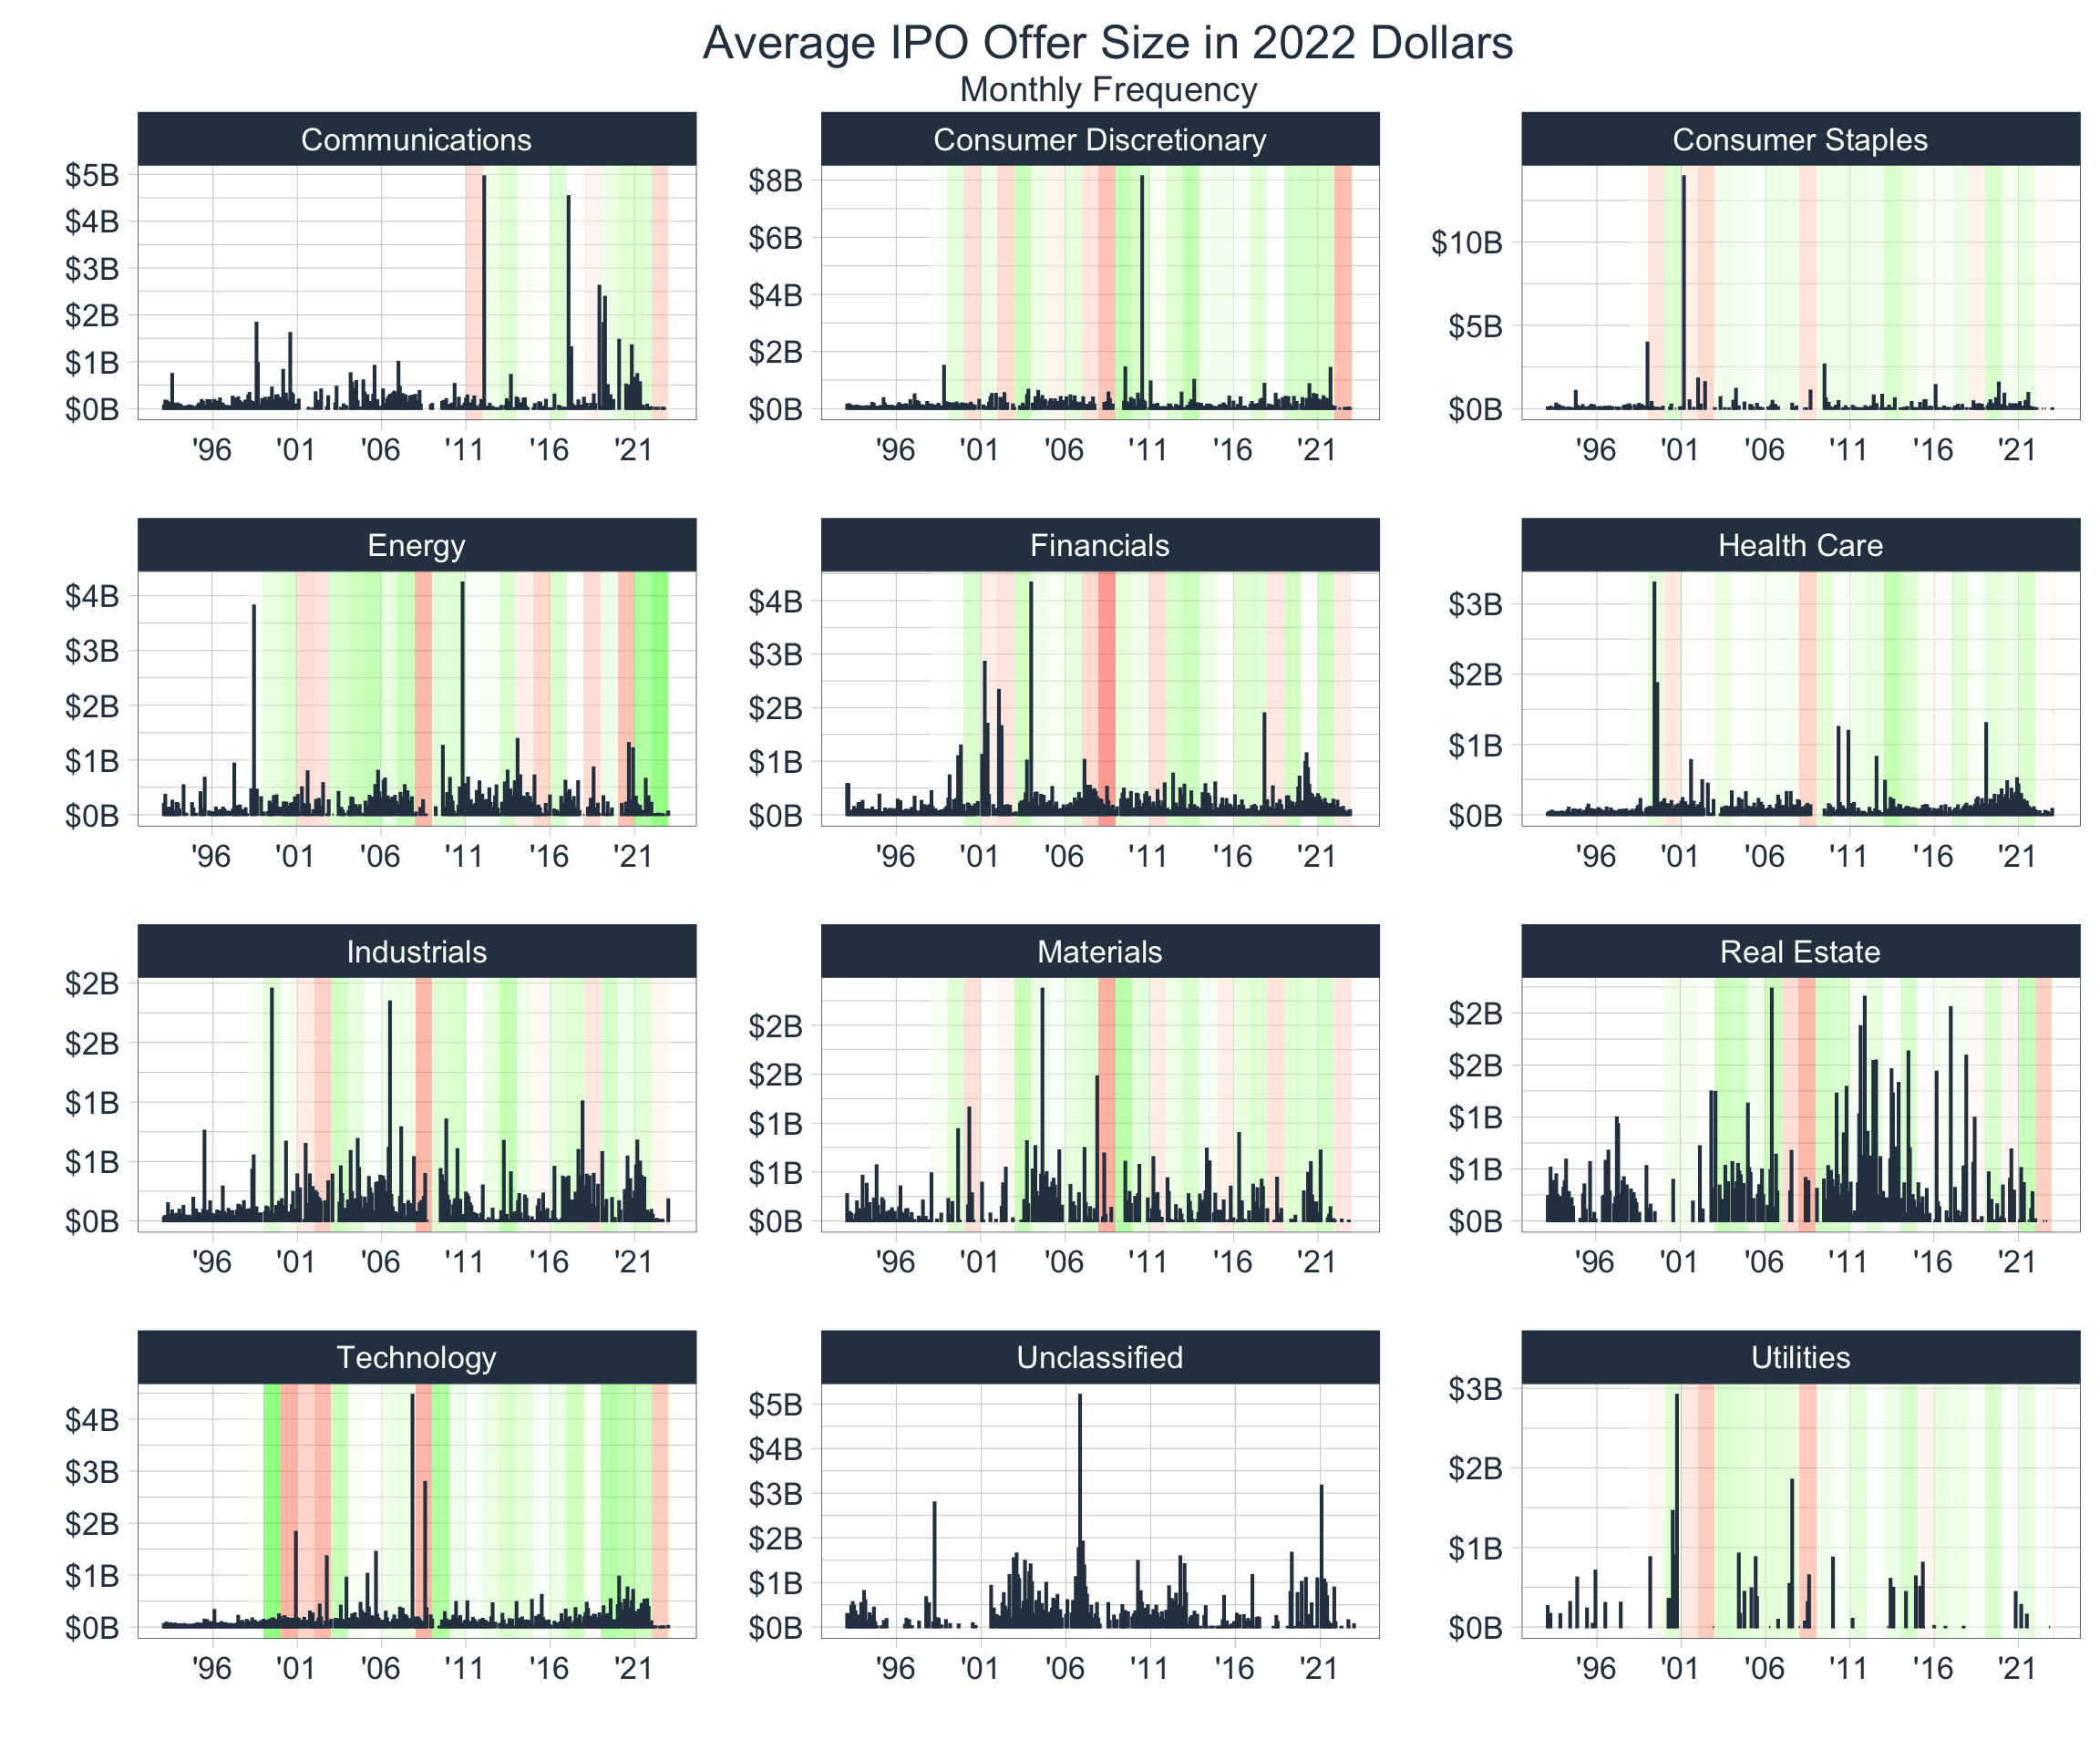 Average IPO Offer Size in 2022 Dollars
Monthly Frequency
Communications
$5B
$4B
$3B
$2B
$1B
$0B
'96 '01 '06 '11 '16 '21
Consumer Discretionary
$8B
$6B
$4B
$2B
$0B
'96 '01 '06 '11 '16 '21
Consumer Staples
$10B
$5B
$0B
'96 '01 '06 '11 '16 '21
Energy
$4B
$3B
$2B
$1B
$0B
'96 '01 '06 '11 '16 '21
Financials
$4B
$3B
$2B
$1B
$0B
'96 '01 '06 '11 '16 '21
Health Care
$3B
$2B
$1B
$0B
'96 '01 '06 '11 '16 '21
Industrials
$2B
$2B
$1B
$1B
$0B
'96 '01 '06 '11 '16 '21
Materials
$2B
$2B
$1B
$1B
$0B
'96 '01 '06 '11 '16 '21
Real Estate
$2B
$2B
$1B
$1B
$0B
'96 '01 '06 '11 '16 '21
Technology
$4B
$3B
$2B
$1B
$0B
'96 '01 '06 '11 '16 '21
Unclassified
$5B
$4B
$3B
$2B
$1B
$0B
'96 '01 '06 '11 '16 '21
Utilities
$3B
$2B
$1B
$0B
'96 '01 '06 '11 '16 '21